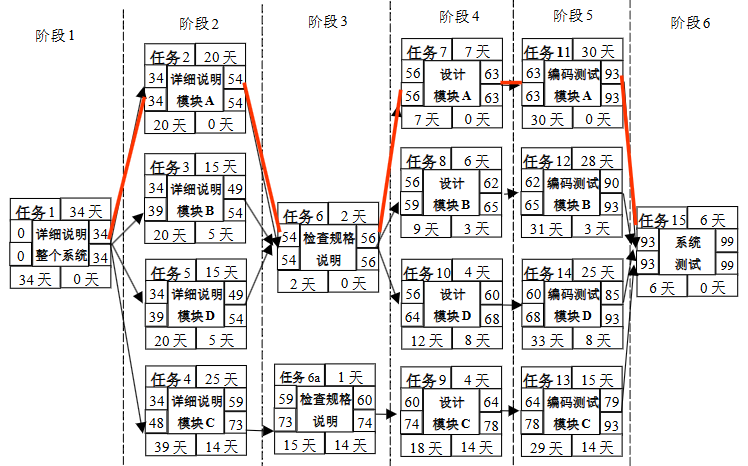 阶段1 阶段2 阶段3 阶段4 阶段5 阶段6
任务2 20天
34 详细说明 54
34 模块A 54
20天 0天
任务7 7天
56 设计 63
56 模块A 63
7天 0天
任务11 30天
63 编码测试 93
63 模块A 93
30天 0天
任务3 15天
34 详细说明 49
39 模块B 54
20天 5天
任务8 6天
56 设计 62
59 模块B 65
9天 3天
任务12 28天
62 编码测试 90
65 模块B 93
31天 3天
任务1 34天
0 详细说明 34
0 整个系统 34
34天 0天
任务6 2天
54 检查规格 56
54 说明 56
2天 0天
任务15 6天
93 系统 99
93 测试 99
6天 0天
任务5 15天
34 详细说明 49
39 模块D 54
20天 5天
任务10 4天
56 设计 60
64 模块D 68
12天 8天
任务14 25天
60 编码测试 85
68 模块D 93
33天 8天
任务4 25天
34 详细说明 59
48 模块C 73
39天 14天
任务6a 1天
59 检查规格 60
73 说明 74
15天 14天
任务9 4天
60 设计 64
74 模块C 78
18天 14天
任务13 15天
64 编码测试 79
78 模块C 93
29天 14天